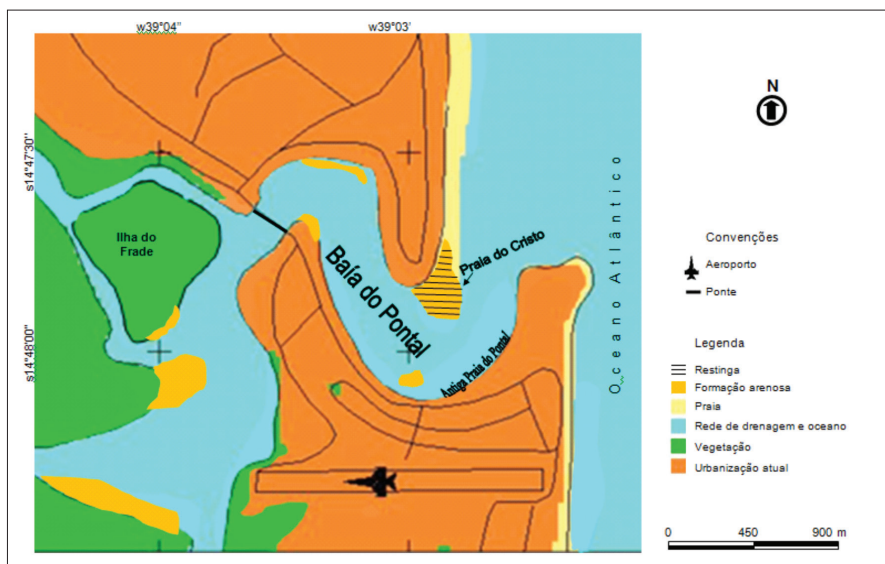 w39°04'' w39°03'
N
s14°47'30''
Ilha do
Frade
Baía do Pontal
Praia do Cristo
Antiga Praia do Pontal
s14°48'00''
Oceano Atlântico
Convenções
Aeroporto
Ponte
Legenda
Restinga
Formação arenosa
Praia
Rede de drenagem e oceano
Vegetação
Urbanização atual
0 450 900 m